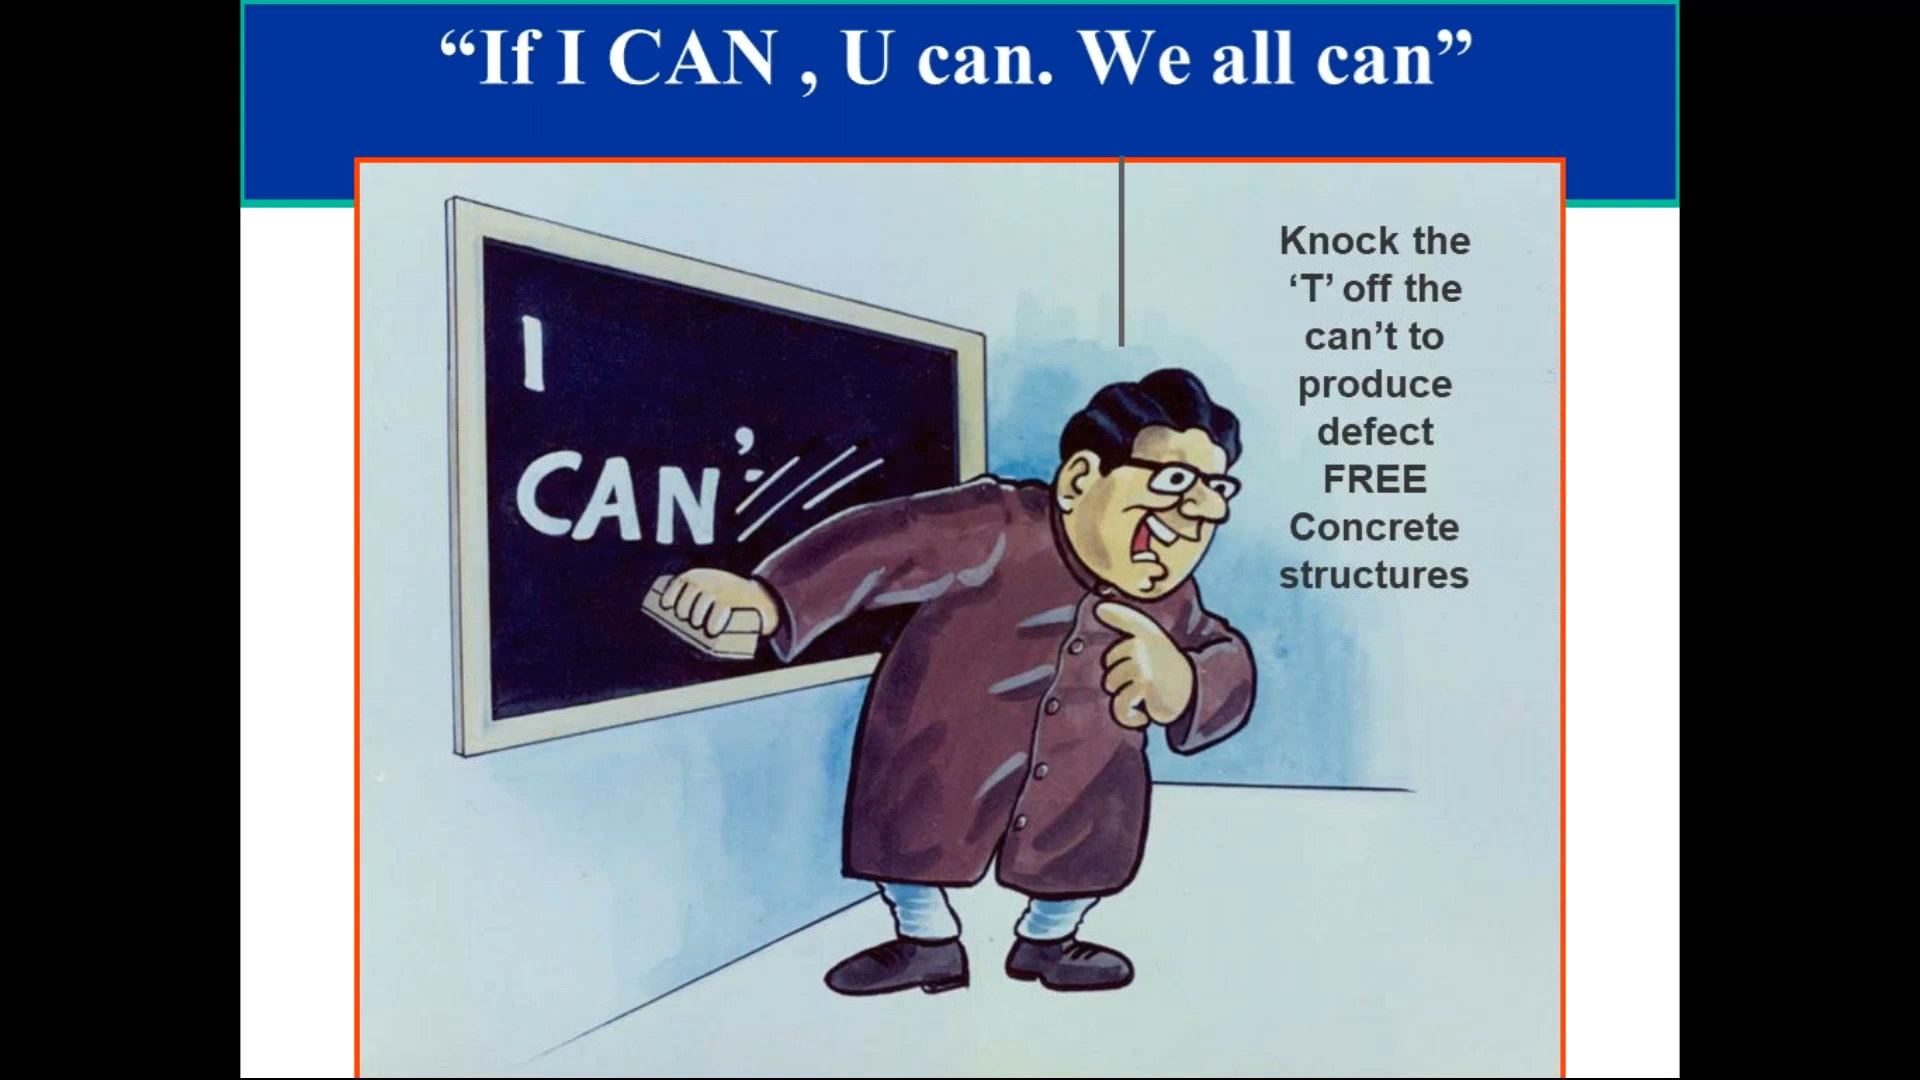 “If I CAN , U can. We all can”
I
CAN’
Knock the
‘T’ off the
can’t to
produce
defect
FREE
Concrete
structures